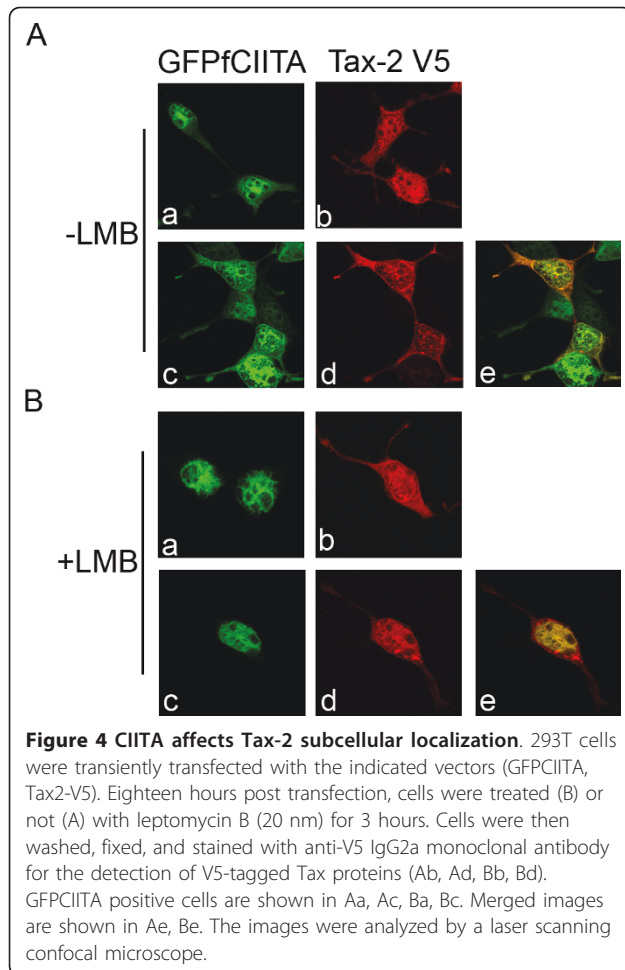 A
GFPfCIITA Tax-2 V5
-LMB
a b
c d e
B
+LMB
a b
c d e
Figure 4 CIITA affects Tax-2 subcellular localization. 293T cells
were transiently transfected with the indicated vectors (GFPCIITA,
Tax2-V5). Eighteen hours post transfection, cells were treated (B) or
not (A) with leptomycin B (20 nm) for 3 hours. Cells were then
washed, fixed, and stained with anti-V5 IgG2a monoclonal antibody
for the detection of V5-tagged Tax proteins (Ab, Ad, Bb, Bd).
GFPCIITA positive cells are shown in Aa, Ac, Ba, Bc. Merged images
are shown in Ae, Be. The images were analyzed by a laser scanning
confocal microscope.